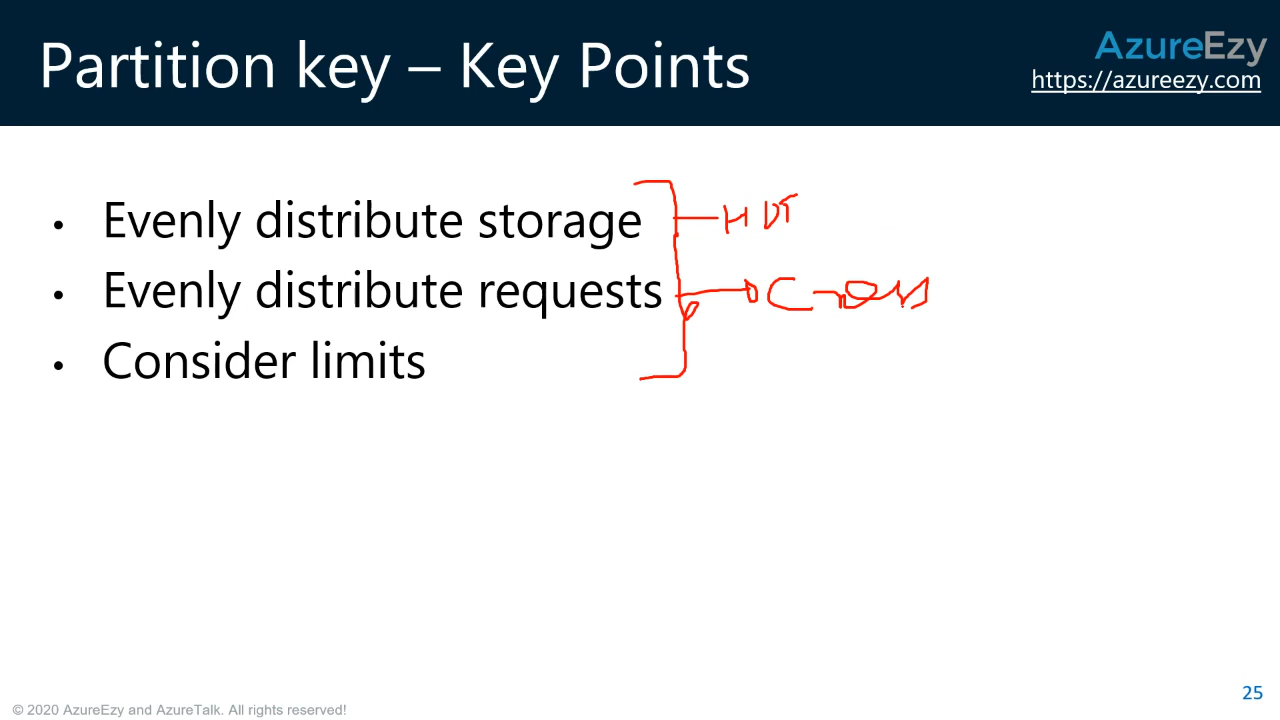 Partition key – Key Points
AzureEzy
https://azureezy.com
• Evenly distribute storage
• Evenly distribute requests
• Consider limits
Cross
25
© 2020 AzureEzy and AzureTalk. All rights reserved!